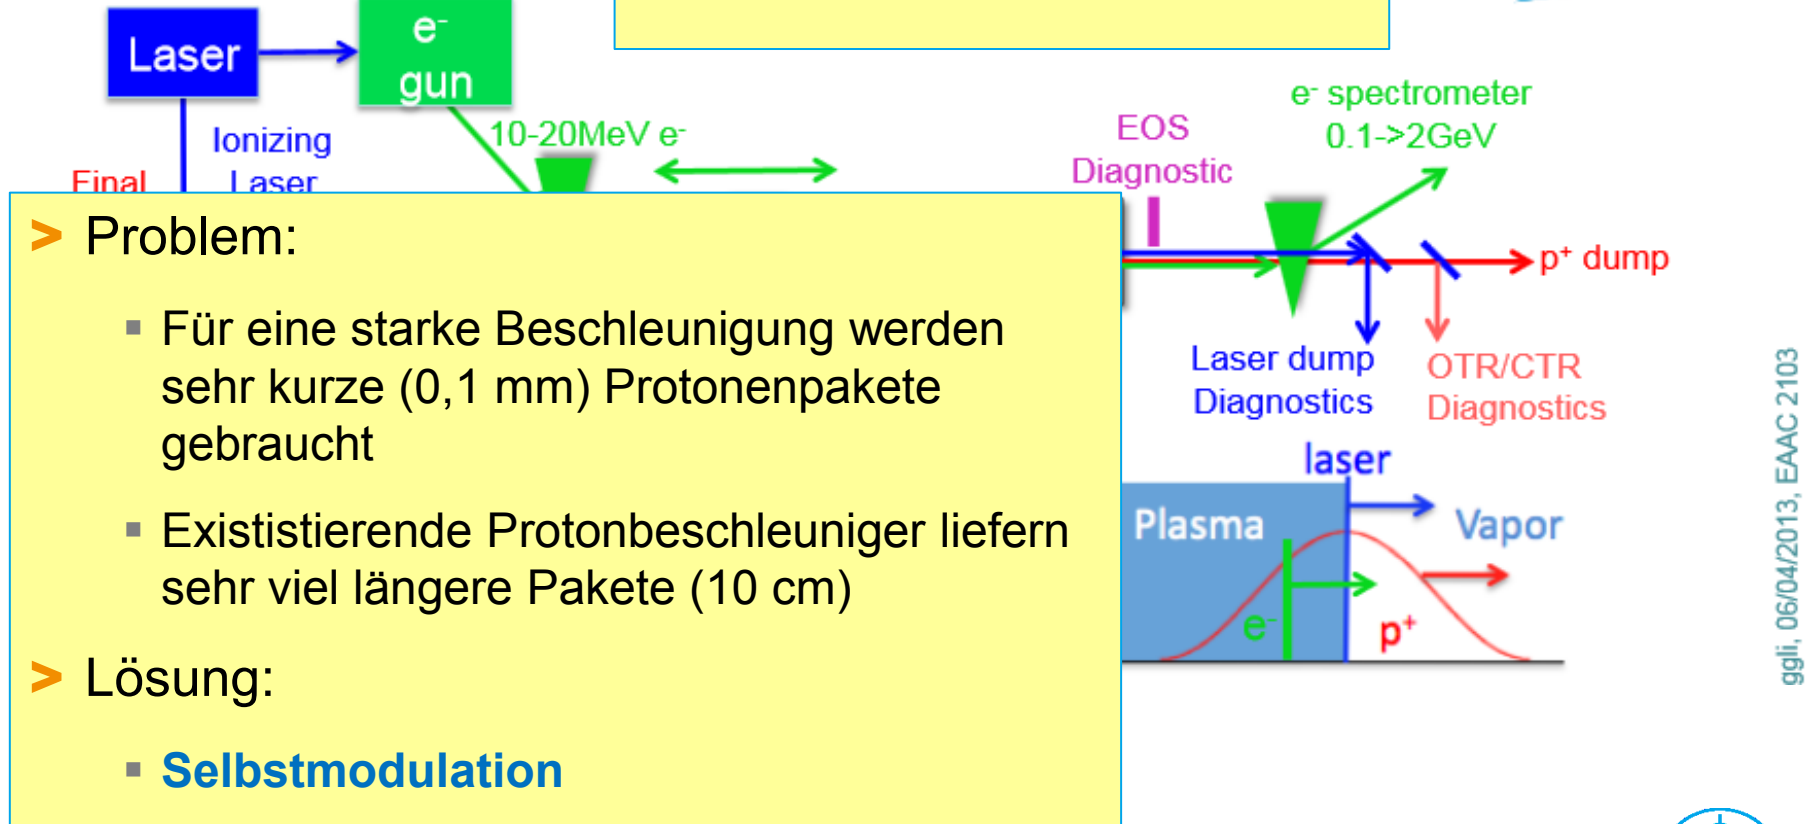 Laser
e-
gun
Ionizing
Laser
Final
10-20MeV e-
EOS
Diagnostic
e- spectrometer
0.1->2GeV
p+ dump
Laser dump
Diagnostics
OTR/CTR
Diagnostics
> Problem:
Für eine starke Beschleunigung werden
sehr kurze (0,1 mm) Protonenpakete
gebraucht
Exististierende Protonbeschleuniger liefern
sehr viel längere Pakete (10 cm)
> Lösung:
Selbstmodulation
laser
Plasma
Vapor
e-
p+
ggli, 06/04/2013, EAAC 2103